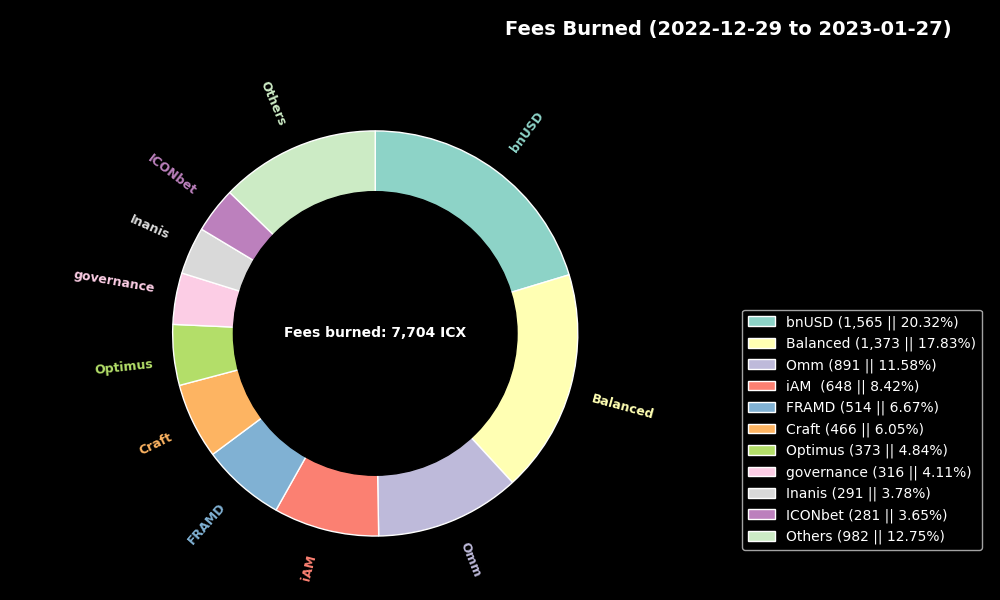 Fees Burned (2022-12-29 to 2023-01-27)
Others
bnUSD
ICONbet
Inanis
governance
Fees burned: 7,704 ICX
Optimus
Balanced
Craft
FRAMD
iAM
Omm
bnUSD (1,565 || 20.32%)
Balanced (1,373 || 17.83%)
Omm (891 || 11.58%)
iAM  (648 || 8.42%)
FRAMD (514 || 6.67%)
Craft (466 || 6.05%)
Optimus (373 || 4.84%)
governance (316 || 4.11%)
Inanis (291 || 3.78%)
ICONbet (281 || 3.65%)
Others (982 || 12.75%)